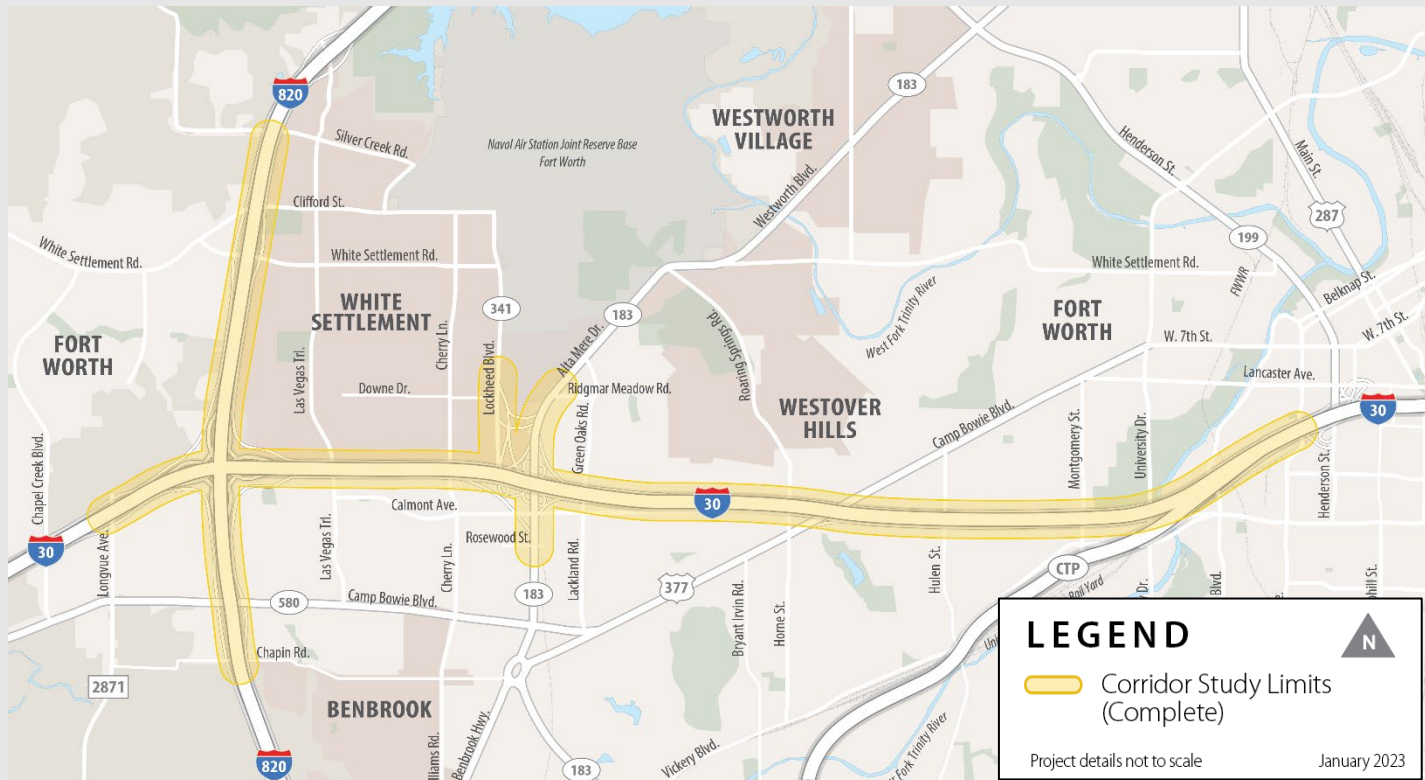 820
Silver Creek Rd.
Naval Air Station Joint Reserve Base
Fort Worth
WESTWORTH
VILLAGE
183
Henderson St.
Main St.
287
Clifford St.
Westworth Blvd.
White Settlement Rd.
White Settlement Rd.
White Settlement Rd.
199
FWWR
Belknap St.
WHITE
SETTLEMENT
341
183
Alta Mere Dr.
Roaring Springs Rd.
West Fork Trinity River
FORT
WORTH
FORT
WORTH
W. 7th St.
W. 7th St.
Las Vegas Trl.
Cherry Ln.
Lockheed Blvd.
Downe Dr.
Ridgmar Meadow Rd.
Green Oaks Rd.
WESTOVER
HILLS
Camp Bowie Blvd.
Lancaster Ave.
30
Montgomery St.
University Dr.
Henderson St.
Chapel Creek Blvd.
30
Longvue Ave.
Las Vegas Trl.
Calmont Ave.
Cherry Ln.
Rosewood St.
Lackland Rd.
30
Hulen St.
CTP
580
Camp Bowie Blvd.
183
377
Bryant Irvin Rd.
Horne St.
Chapin Rd.
2871
BENBROOK
Benbrook Hwy.
820
183
Vickery Blvd.
Fork Trinity River
Rail Yard
Blvd.
LEGEND
N
Corridor Study Limits
(Complete)
Project details not to scale
January 2023